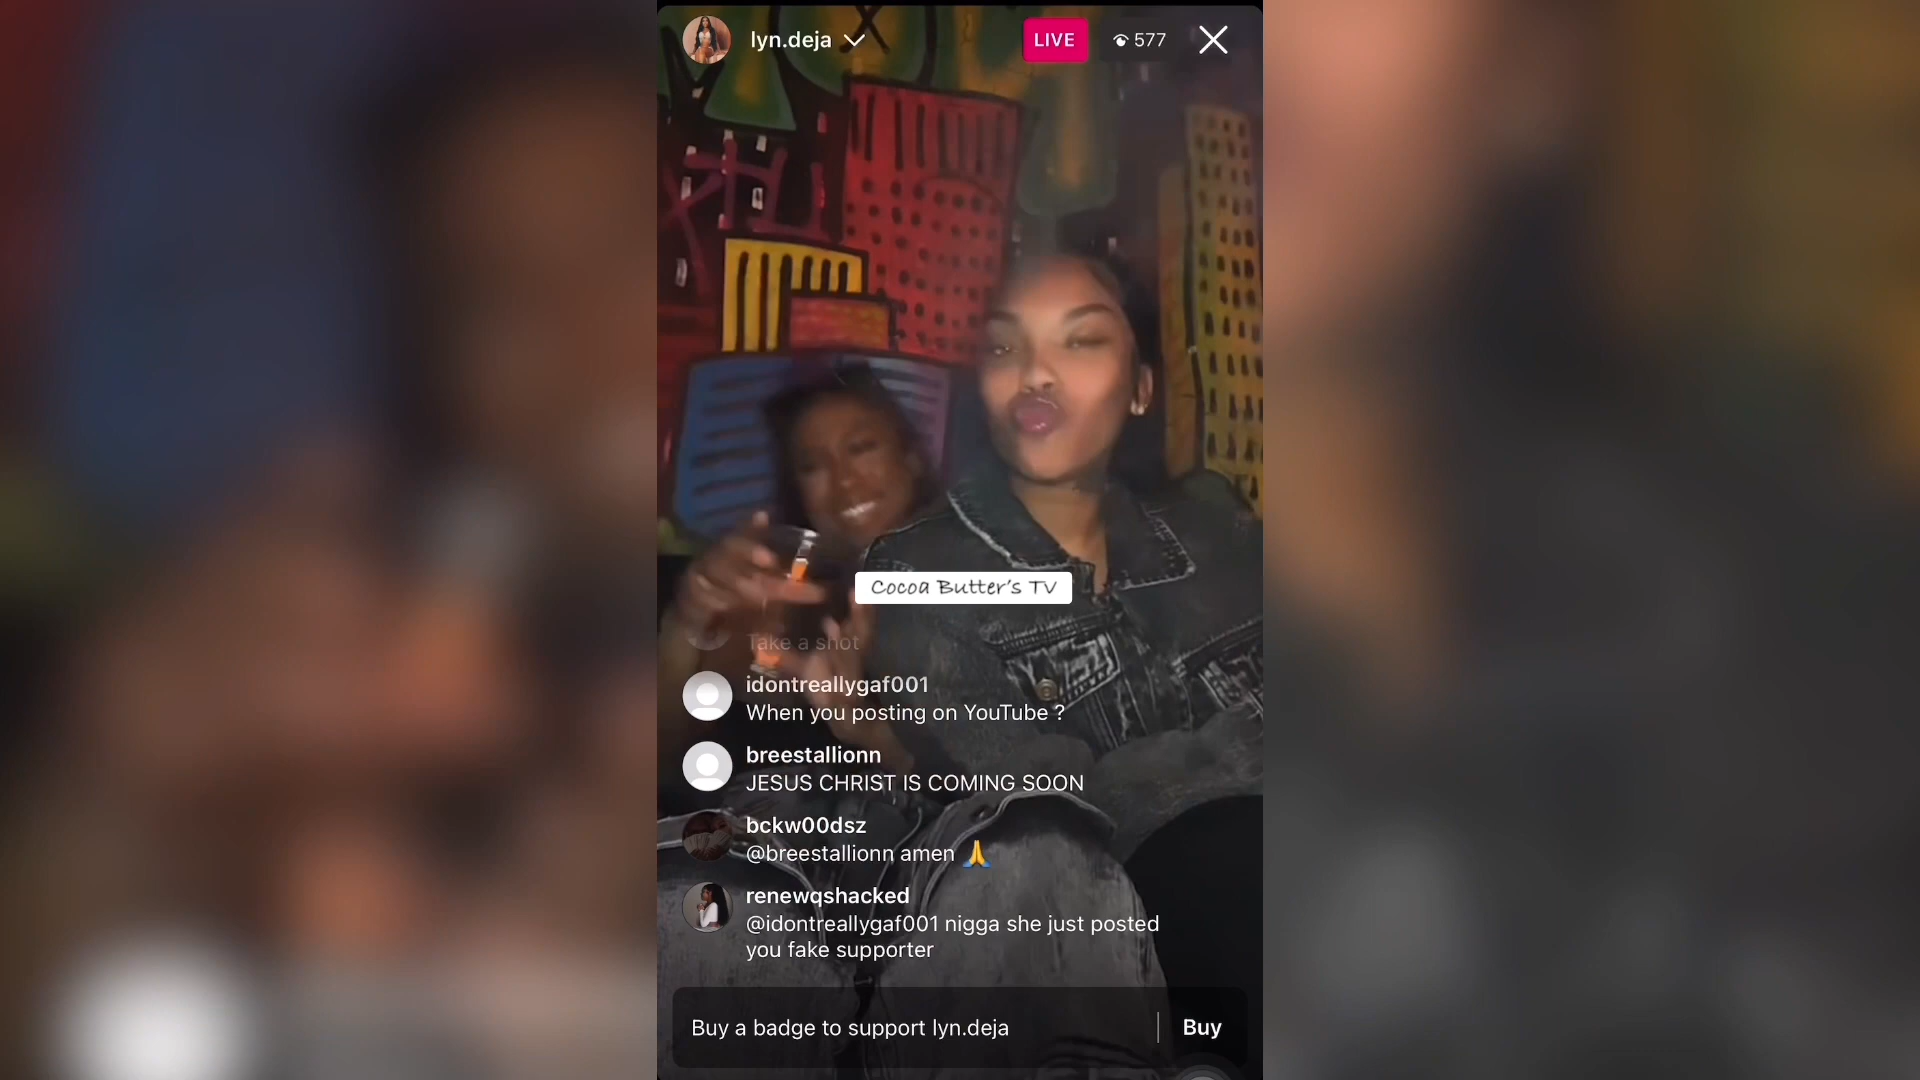 lyn.deja
LIVE
577
Cocoa Butter's TV
Take a shot
idontreallygaf001
When you posting on YouTube ?
breestallionn
JESUS CHRIST IS COMING SOON
bckw00dsz
@breestallionn amen 🙏
renewqshacked
@idontreallygaf001 nigga she just posted
you fake supporter
Buy a badge to support lyn.deja
Buy